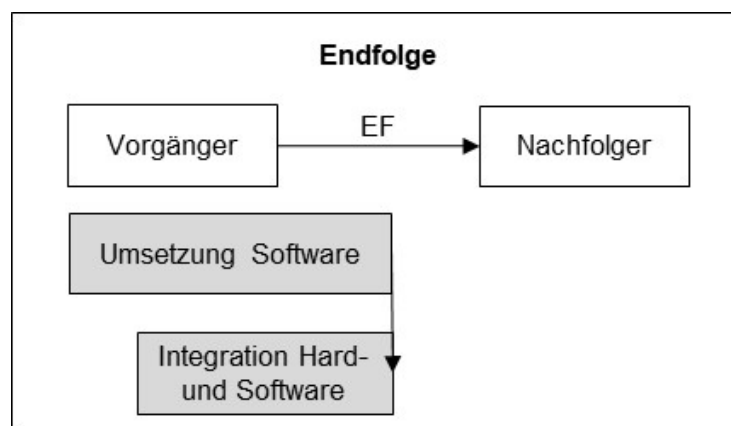 Endfolge
Vorgänger
EF
Nachfolger
Umsetzung Software
Integration Hard-
und Software